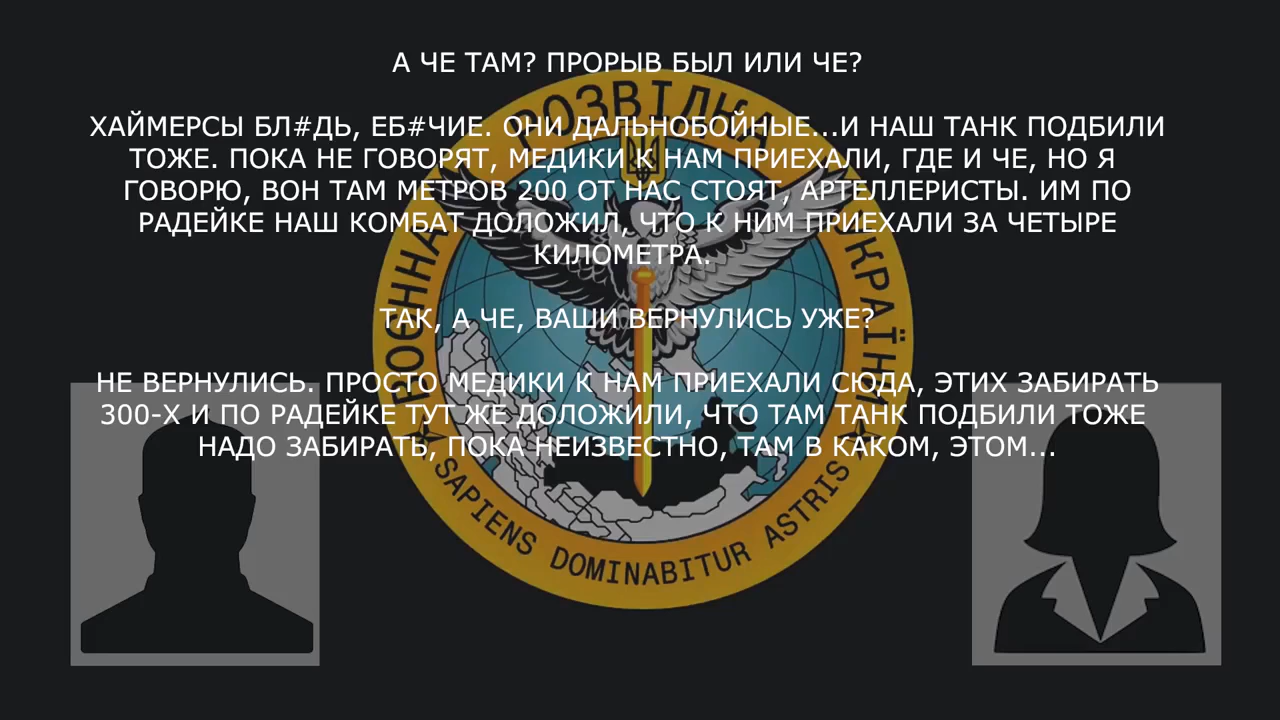 А ЧЕ ТАМ? ПРОРЫВ БЫЛ ИЛИ ЧЕ?
ХАЙМЕРСЫ БЛ#ДЬ, ЕБ#ЧИЕ. ОНИ ДАЛЬНОБОЙНЫЕ...И НАШ ТАНК ПОДБИЛИ
ТОЖЕ. ПОКА НЕ ГОВОРЯТ, МЕДИКИ К НАМ ПРИЕХАЛИ, ГДЕ И ЧЕ, НО Я
ГОВОРЮ, ВОН ТАМ МЕТРОВ 200 ОТ НАС СТОЯТ, АРТЕЛЛЕРИСТЫ. ИМ ПО
РАДЕЙКЕ НАШ КОМБАТ ДОЛОЖИЛ, ЧТО К НИМ ПРИЕХАЛИ ЗА ЧЕТЫРЕ
КИЛОМЕТРА.
ТАК, А ЧЕ, ВАШИ ВЕРНУЛИСЬ УЖЕ?
НЕ ВЕРНУЛИСЬ. ПРОСТО МЕДИКИ К НАМ ПРИЕХАЛИ СЮДА, ЭТИХ ЗАБИРАТЬ
300-Х И ПО РАДЕЙКЕ ТУТ ЖЕ ДОЛОЖИЛИ, ЧТО ТАМ ТАНК ПОДБИЛИ ТОЖЕ
НАДО ЗАБИРАТЬ, ПОКА НЕИЗВЕСТНО, ТАМ В КАКОМ, ЭТОМ...
ВОЄННА РОЗВІДКА УКРАЇНИ
SAPIENS DOMINABITUR ASTRIS